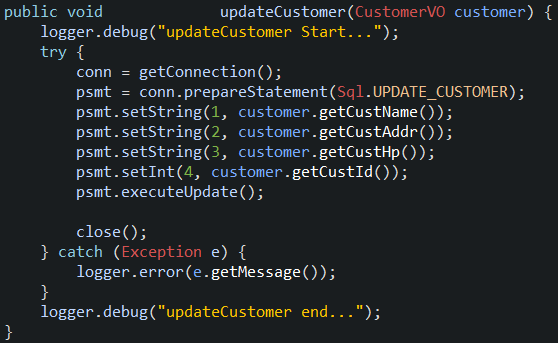 public void             updateCustomer(CustomerVO customer) {
    logger.debug("updateCustomer Start...");
    try {
        conn = getConnection();
        psmt = conn.prepareStatement(Sql.UPDATE_CUSTOMER);
        psmt.setString(1, customer.getCustName());
        psmt.setString(2, customer.getCustAddr());
        psmt.setString(3, customer.getCustHp());
        psmt.setInt(4, customer.getCustId());
        psmt.executeUpdate();

        close();
    } catch (Exception e) {
        logger.error(e.getMessage());
    }
    logger.debug("updateCustomer end...");
}